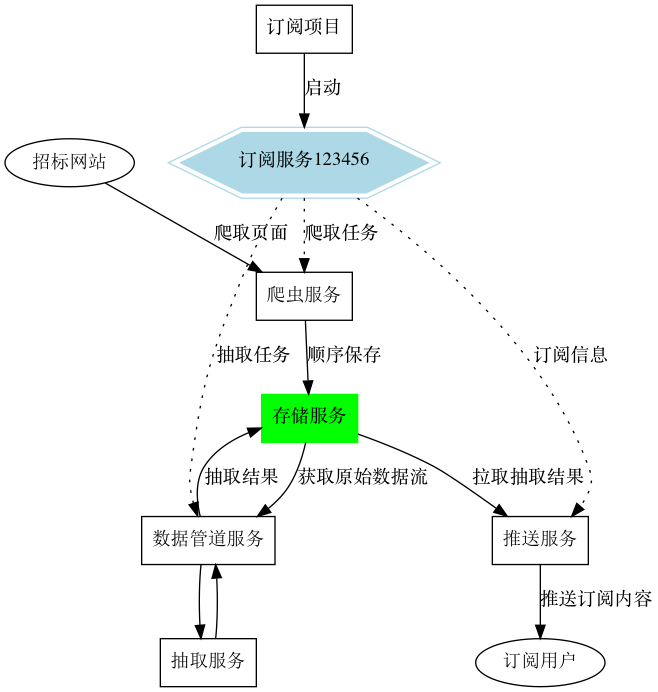 订阅项目
启动
招标网站
订阅服务123456
爬取页面
爬取任务
爬虫服务
抽取任务
顺序保存
订阅信息
存储服务
抽取结果
获取原始数据流
拉取抽取结果
数据管道服务
推送服务
推送订阅内容
抽取服务
订阅用户